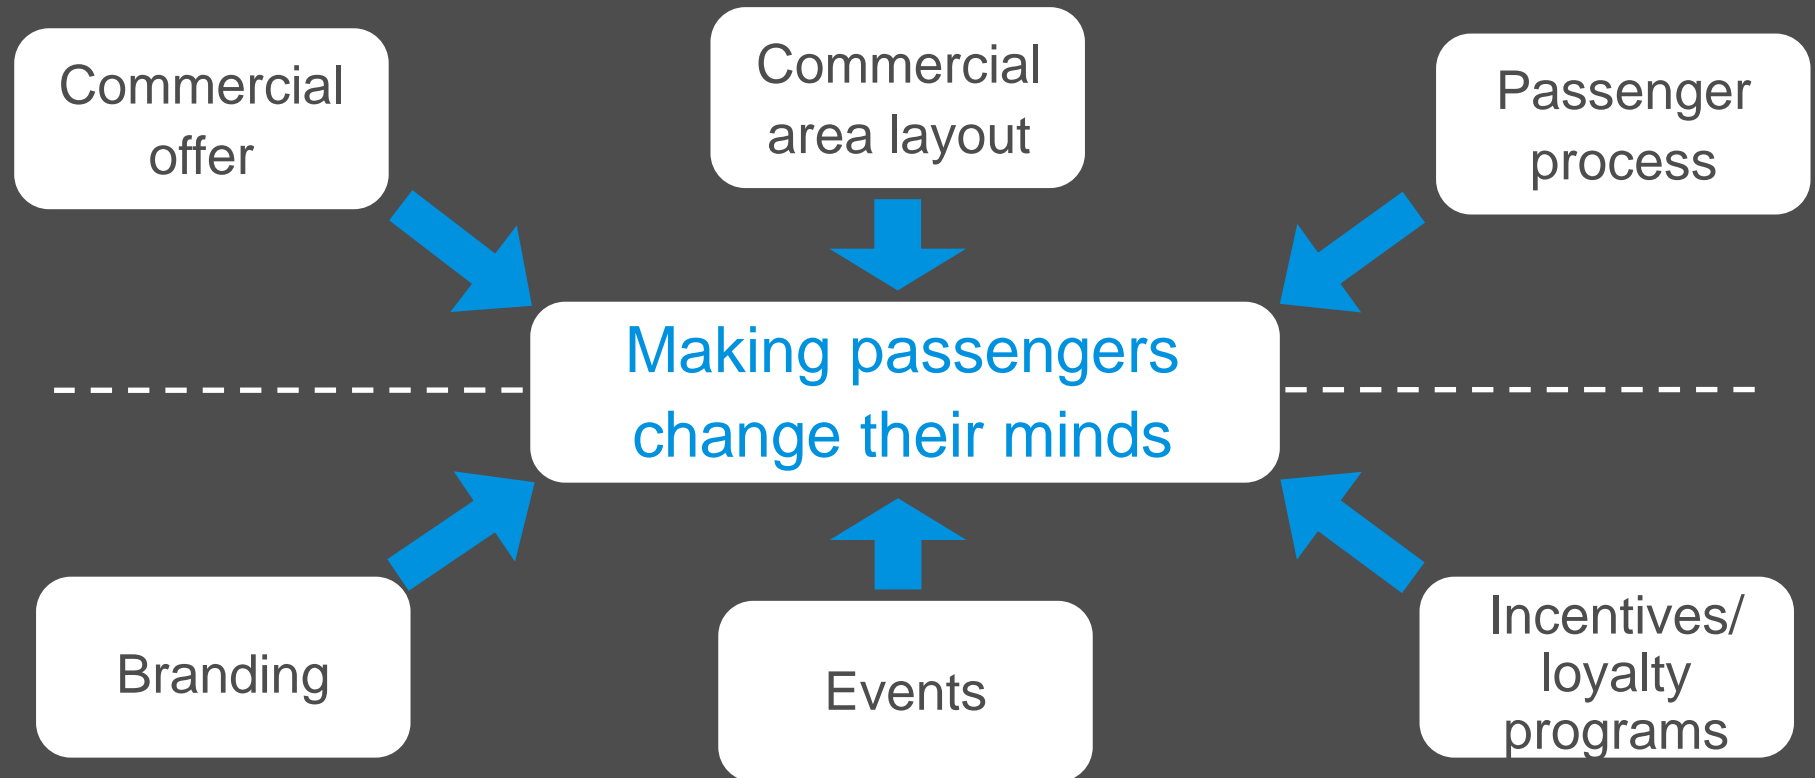 Commercial
offer
Commercial
area layout
Passenger
process
Making passengers
change their minds
Branding
Events
Incentives/
loyalty
programs